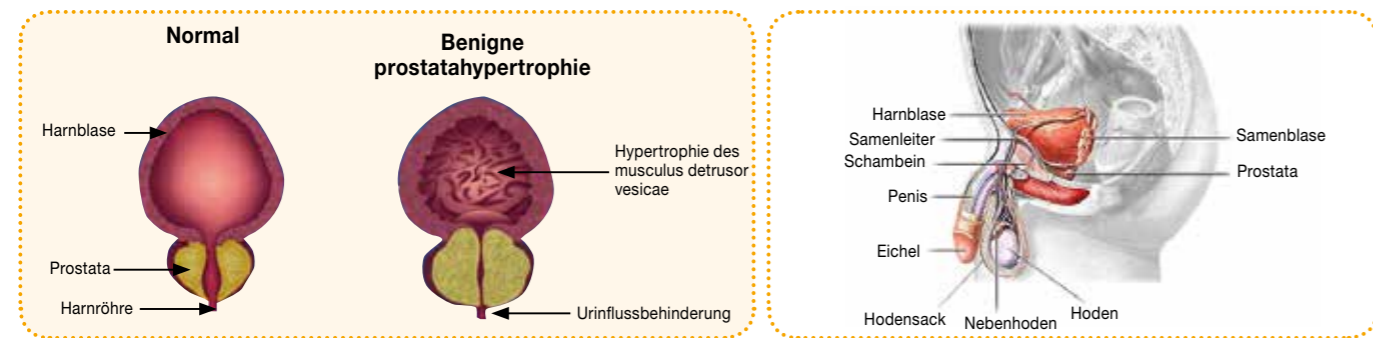 Normal
Benigne
prostatahypertrophie
Harnblase
Hypertrophie des
musculus detrusor
vesicae
Prostata
Harnröhre
Urinflussbehinderung
Harnblase
Samenleiter
Schambein
Penis
Eichel
Hodensack
Nebenhoden
Hoden
Samenblase
Prostata